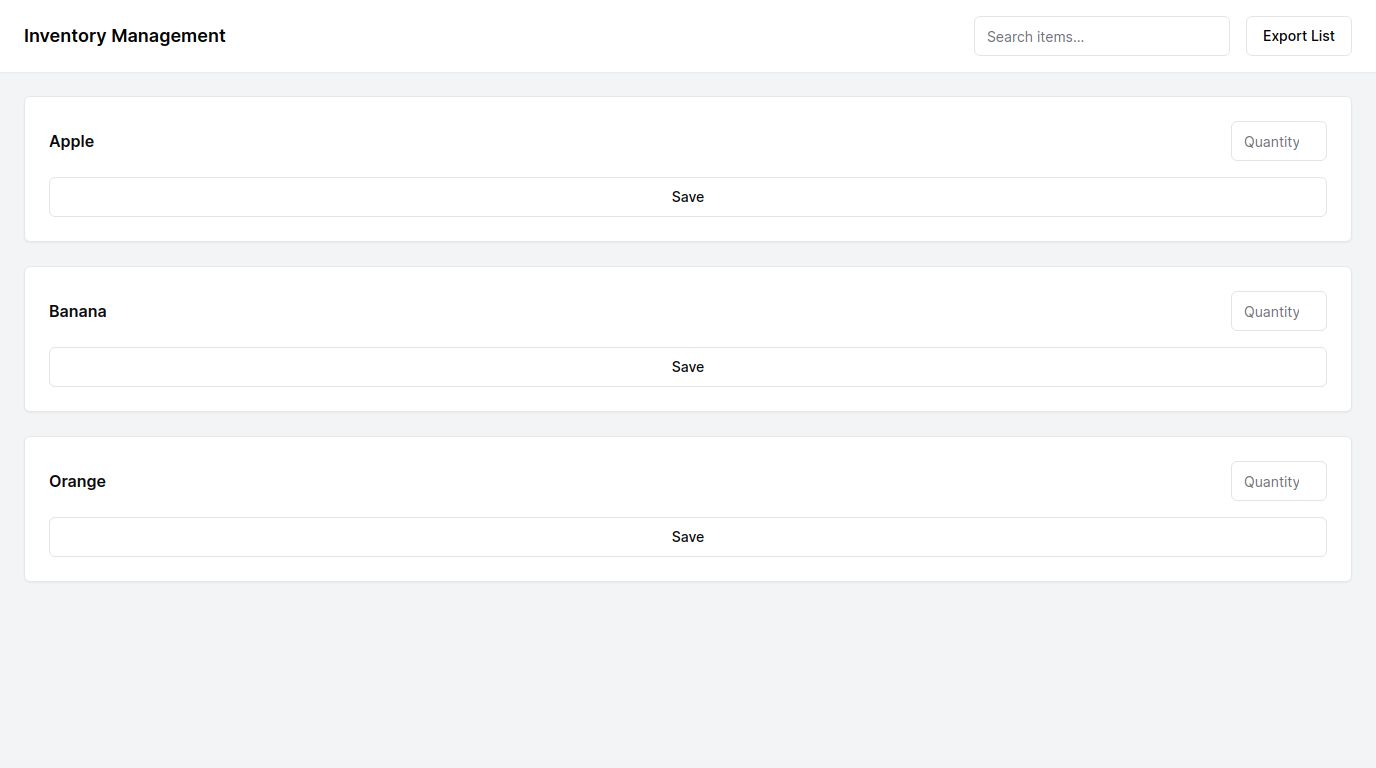 Inventory Management
Search items...
Export List
Apple
Quantity
Save
Banana
Quantity
Save
Orange
Quantity
Save